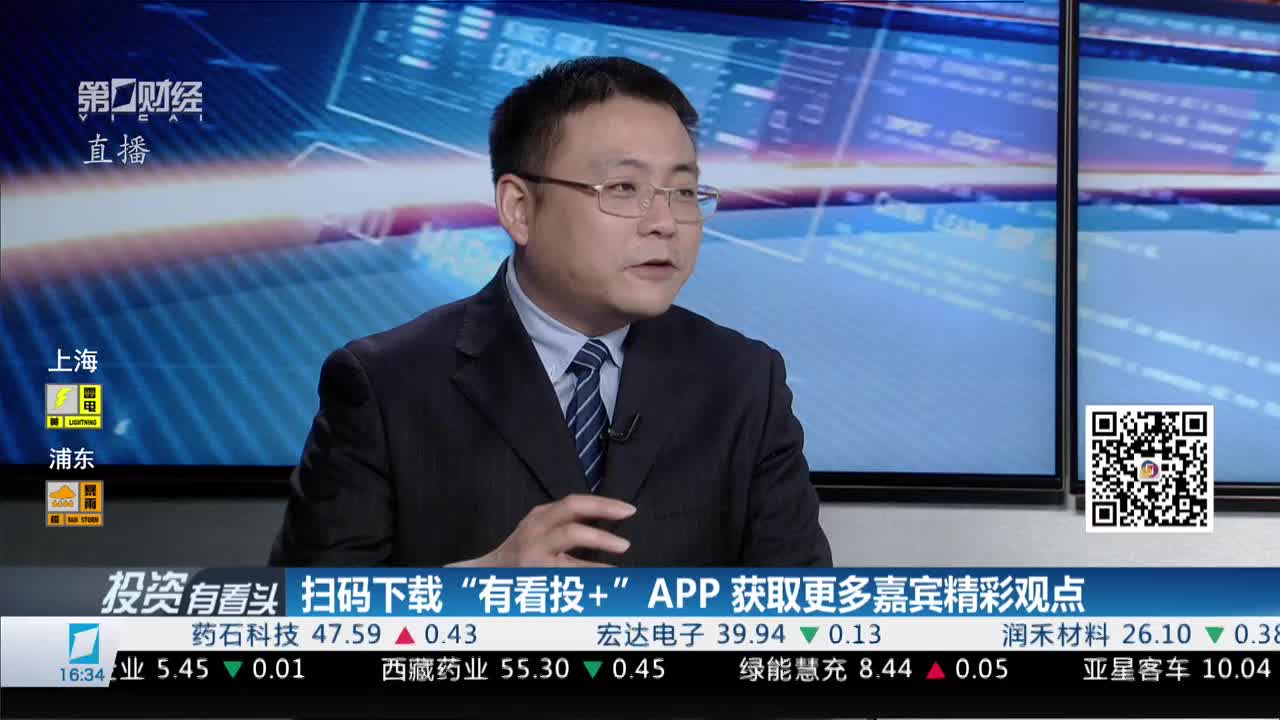 第一财经
YICAI
直播
上海
雷电
黄 LIGHTNING
浦东
暴雨
橙 RAIN STORM
投资有看头
扫码下载“有看投+”APP 获取更多嘉宾精彩观点
药石科技 47.59 ▲ 0.43 宏达电子 39.94 ▼ 0.13 润禾材料 26.10 ▼ 0.38
16:34
业 5.45 ▼ 0.01 西藏药业 55.30 ▼ 0.45 绿能慧充 8.44 ▲ 0.05 亚星客车 10.04